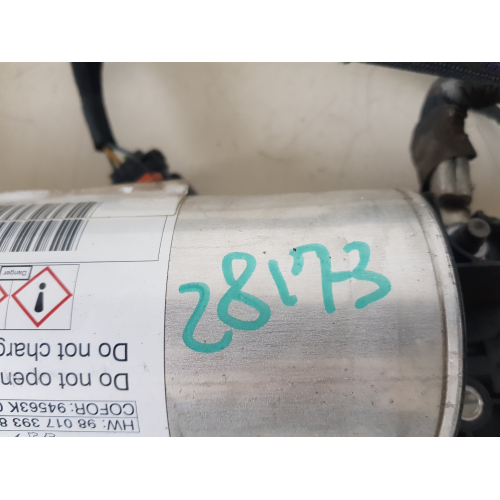 28173
HW: 98 017 393 8
COFOR: 94563K
Do not open
Do not charg
Danger